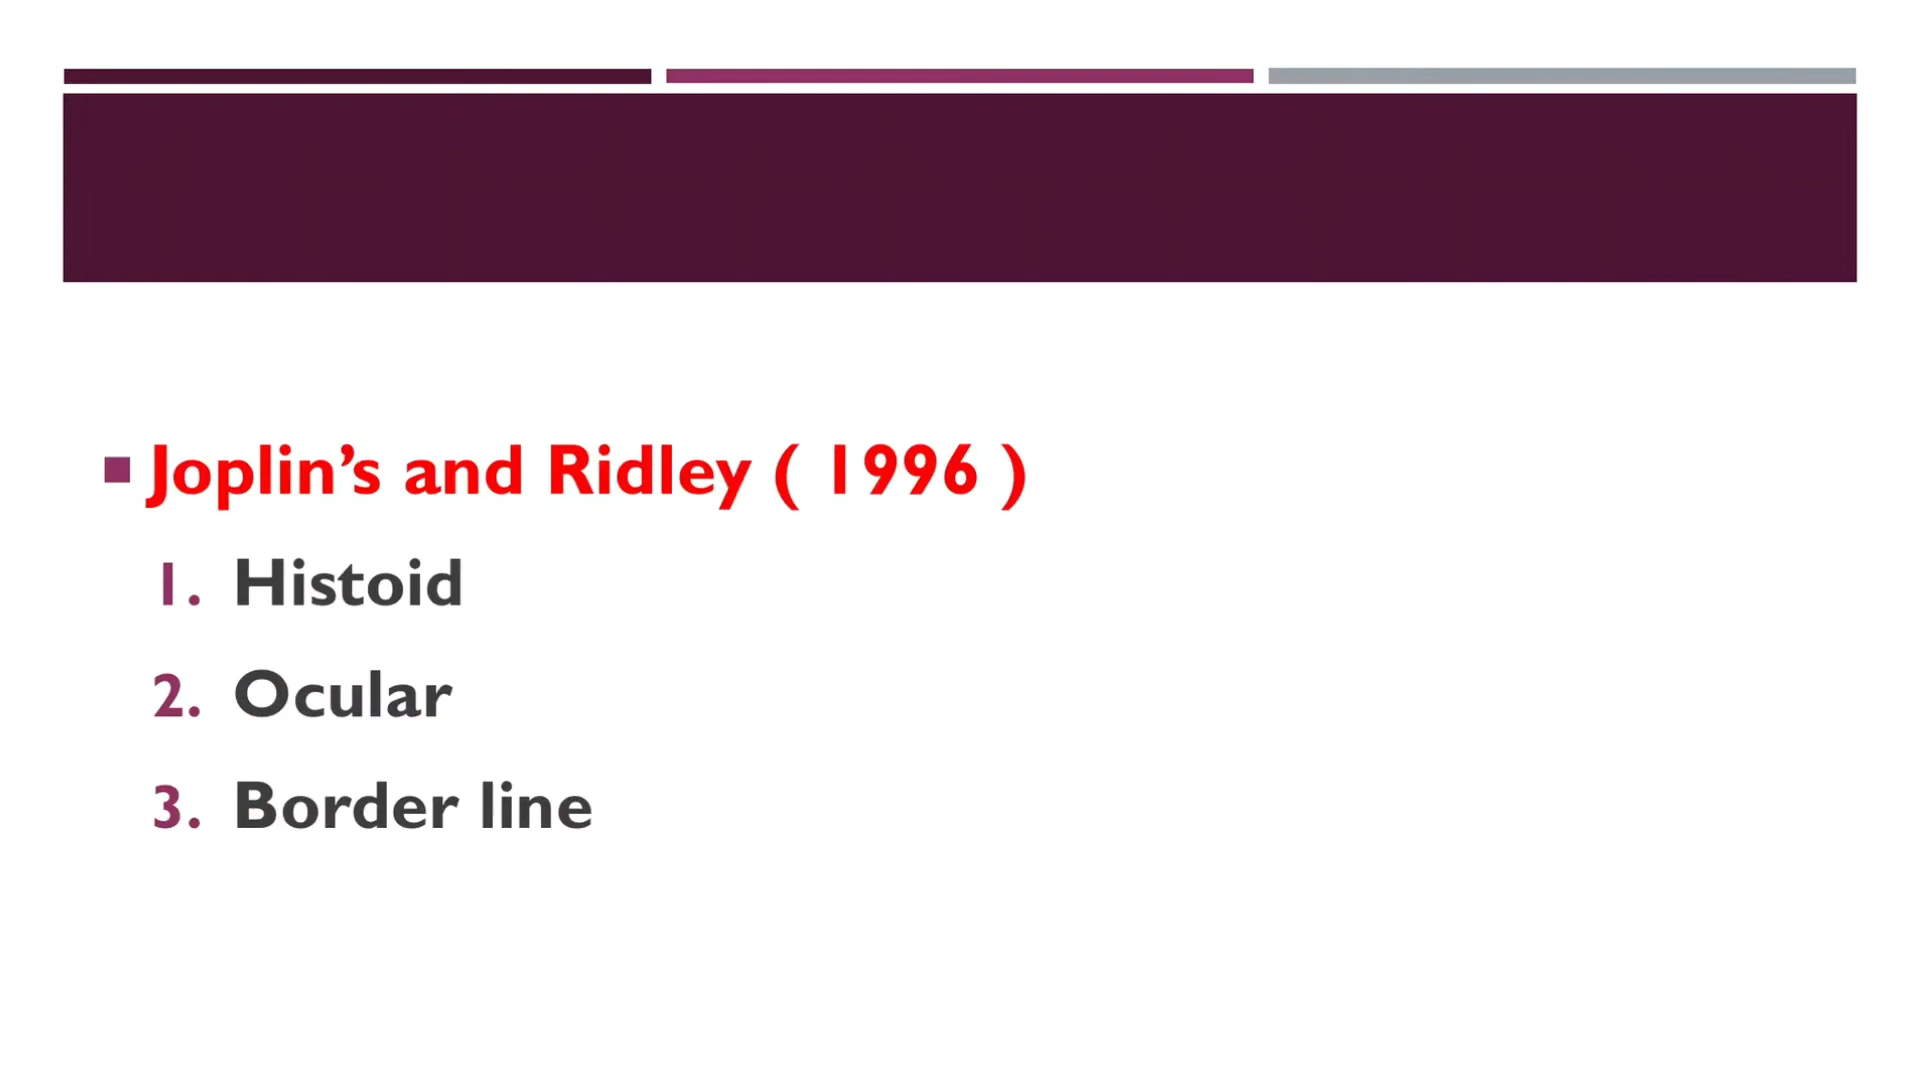 Joplin’s and Ridley ( 1996 )
1. Histoid
2. Ocular
3. Border line